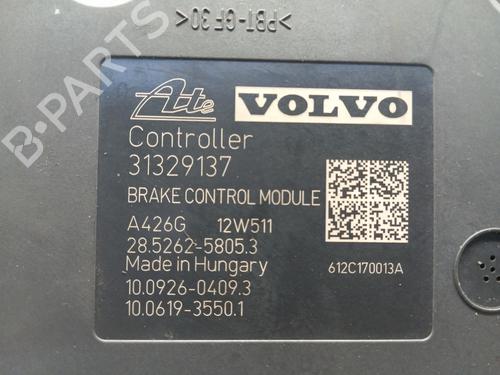 >PBT-GF30<
Ate VOLVO
Controller
31329137
BRAKE CONTROL MODULE
A426G 12W511
28.5262-5805.3
Made in Hungary 612C170013A
10.0926-0409.3
10.0619-3550.1
B-PARTS